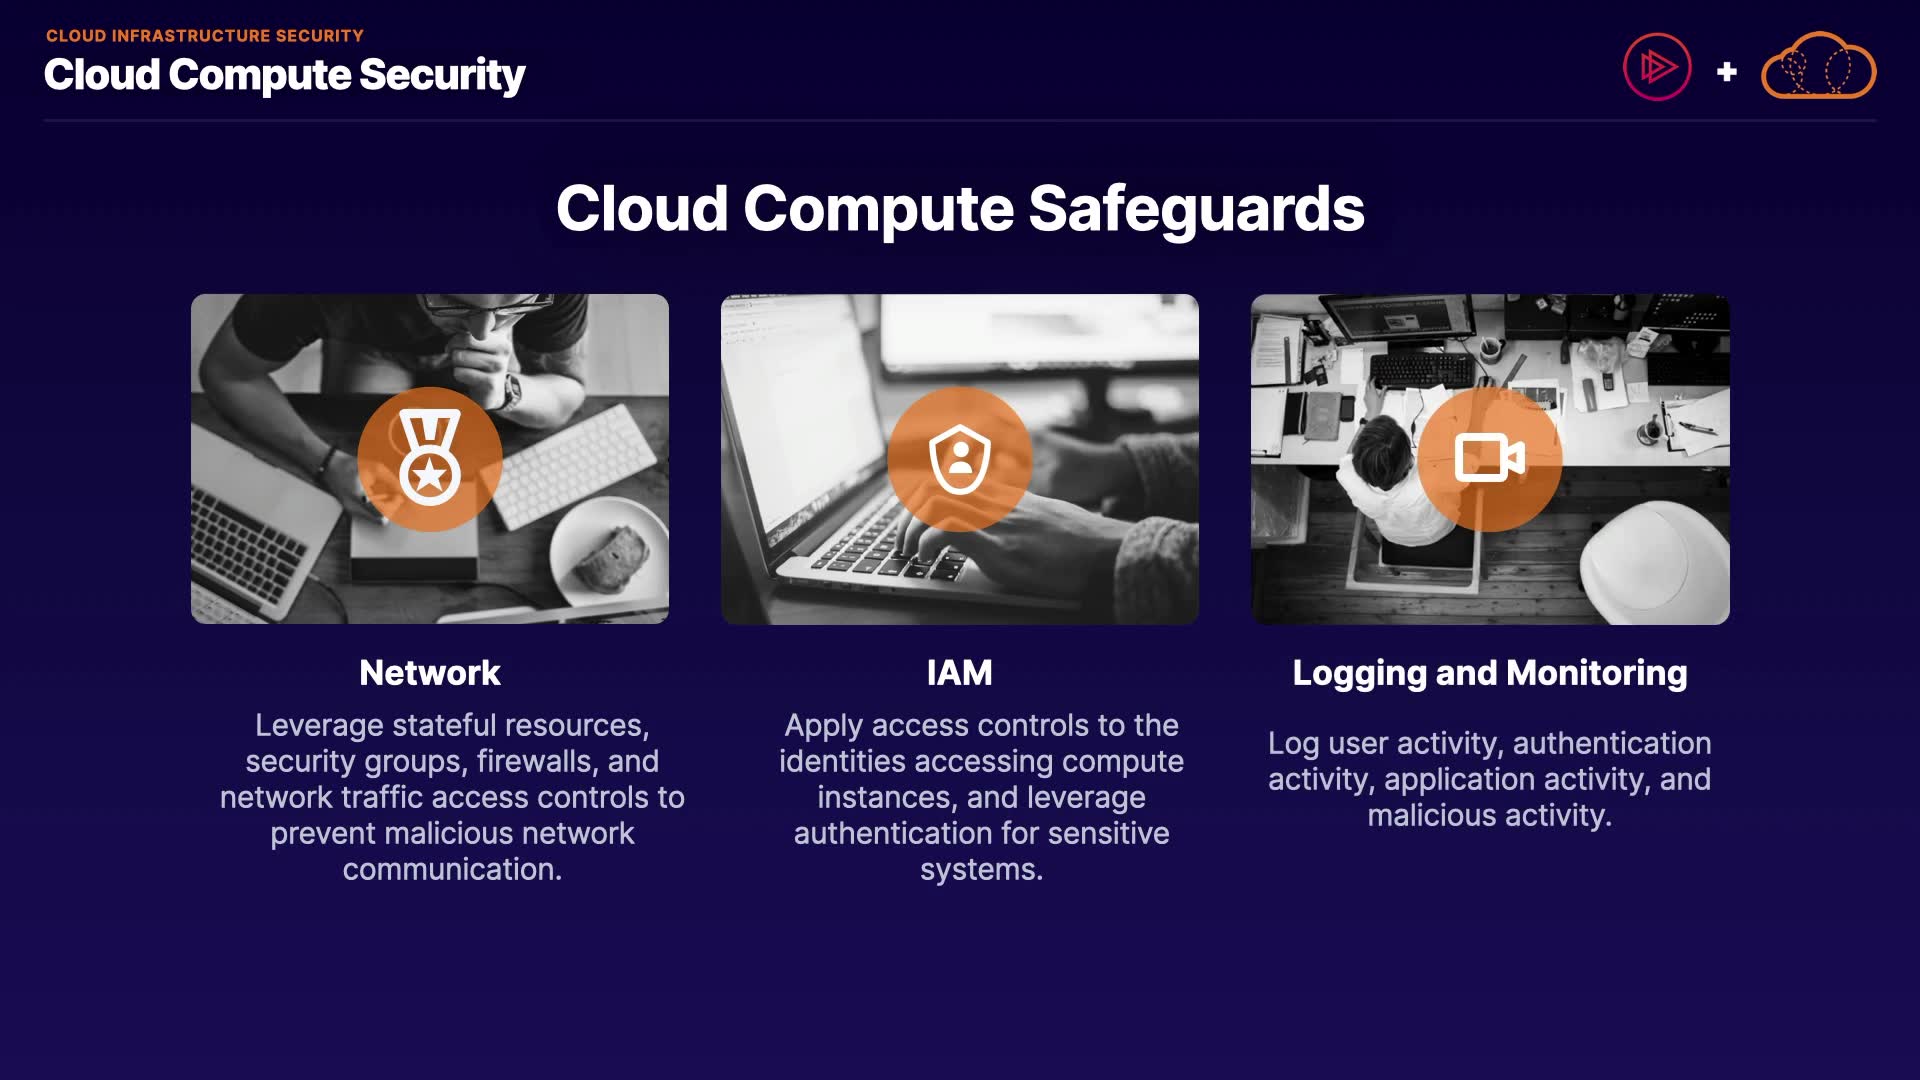 CLOUD INFRASTRUCTURE SECURITY
Cloud Compute Security
Cloud Compute Safeguards
Network
Leverage stateful resources,
security groups, firewalls, and
network traffic access controls to
prevent malicious network
communication.
IAM
Apply access controls to the
identities accessing compute
instances, and leverage
authentication for sensitive
systems.
Logging and Monitoring
Log user activity, authentication
activity, application activity, and
malicious activity.